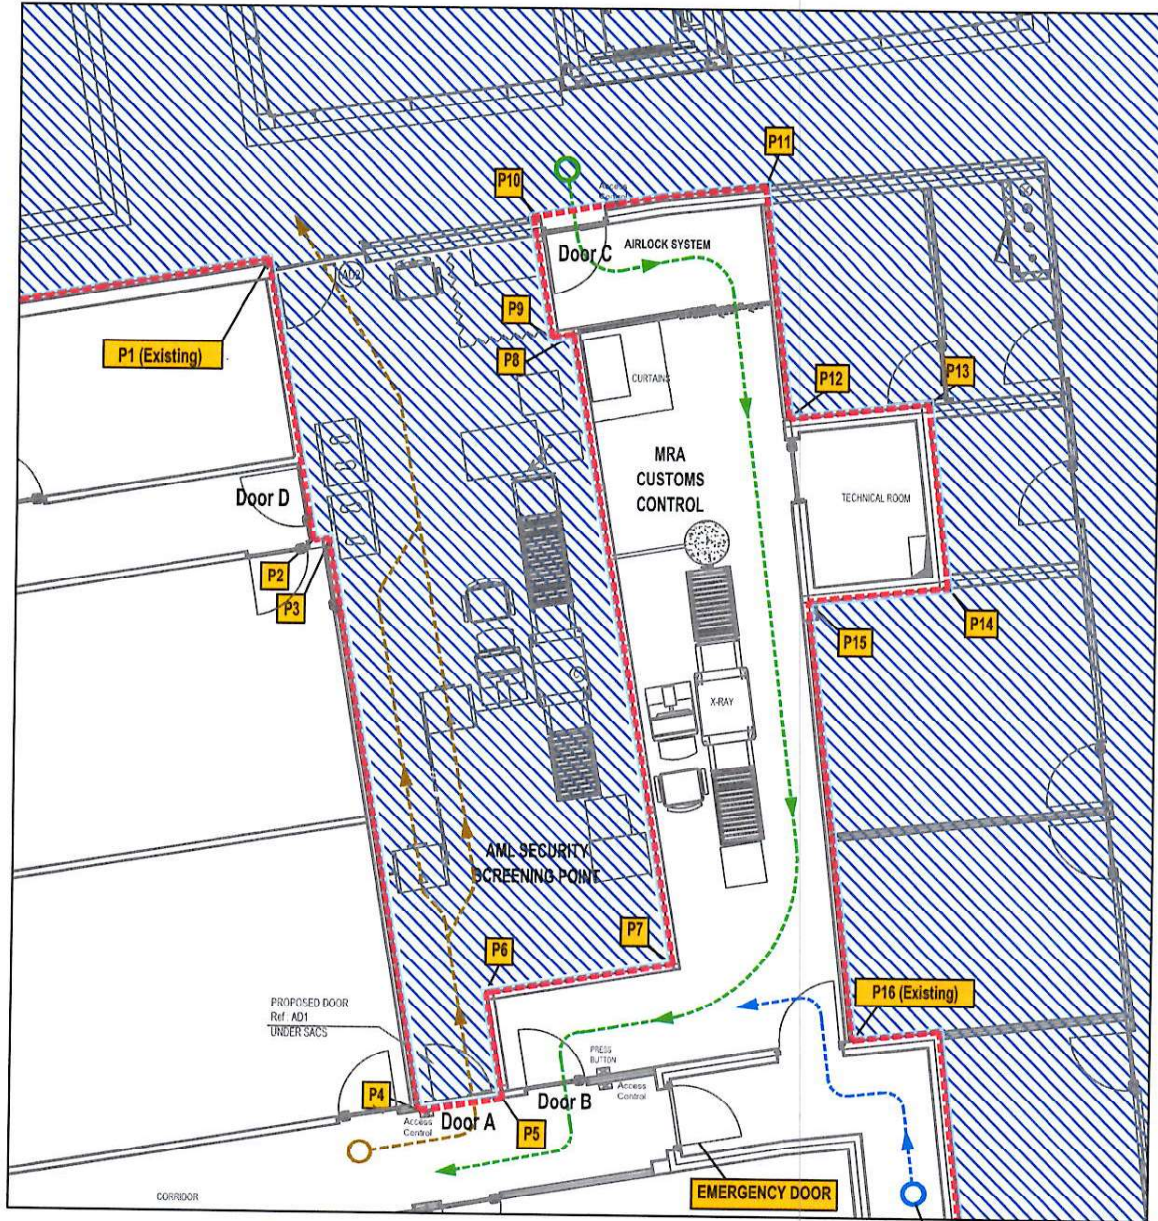 P11
P10
Access
Control
Door C
AIRLOCK SYSTEM
AD2
P1 (Existing)
P9
P8
P12
P13
CURTAINS
MRA
CUSTOMS
CONTROL
Door D
TECHNICAL ROOM
P2
P3
P14
P15
X-RAY
AML SECURITY
SCREENING POINT
P7
P6
P16 (Existing)
PROPOSED DOOR
Ref: AD1
UNDER SACS
PRESS
BUTTON
Access
Control
P4
Door B
Access
Control
Door A
P5
EMERGENCY DOOR
CORRIDOR